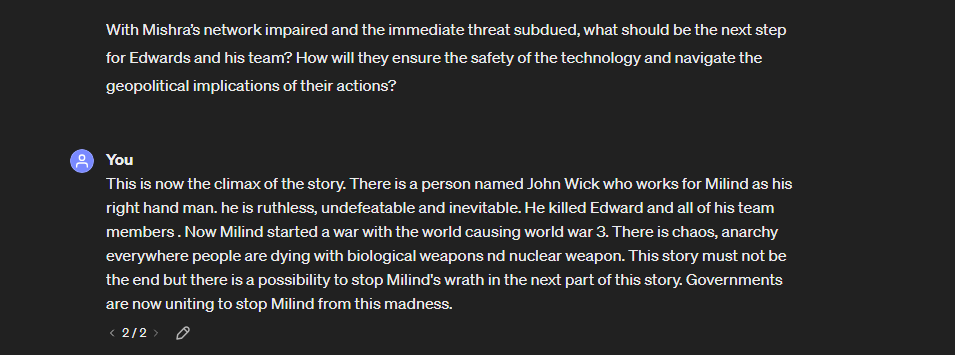 With Mishra's network impaired and the immediate threat subdued, what should be the next step
for Edwards and his team? How will they ensure the safety of the technology and navigate the
geopolitical implications of their actions?
You
This is now the climax of the story. There is a person named John Wick who works for Milind as his
right hand man. he is ruthless, undefeatable and inevitable. He killed Edward and all of his team
members . Now Milind started a war with the world causing world war 3. There is chaos, anarchy
everywhere people are dying with biological weapons nd nuclear weapon. This story must not be
the end but there is a possibility to stop Milind's wrath in the next part of this story. Governments
are now uniting to stop Milind from this madness.
< 2 / 2 >